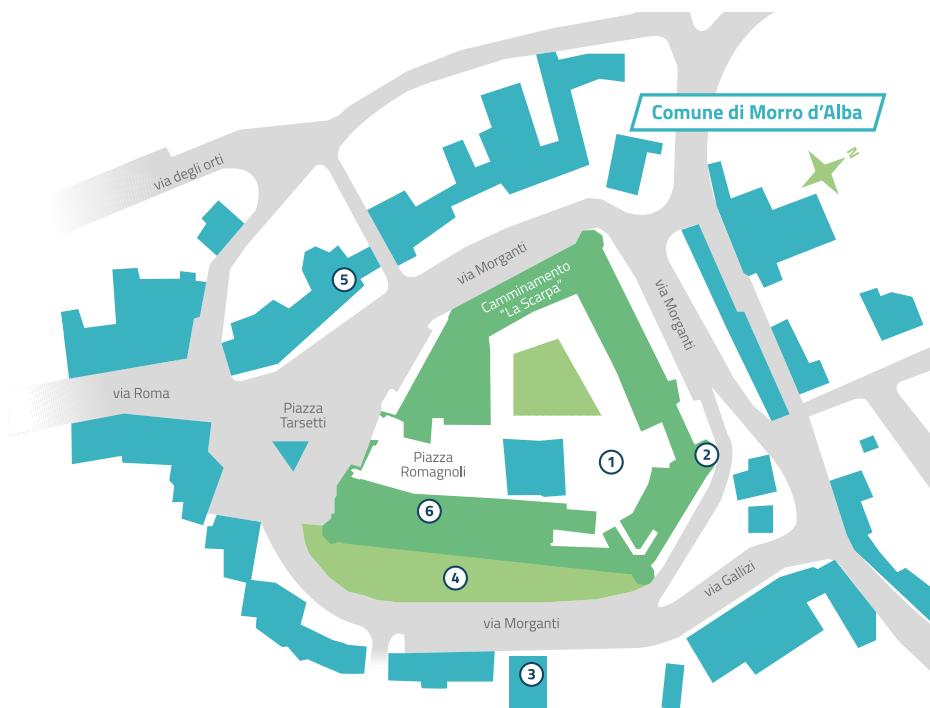 Comune di Morro d'Alba
N
via degli orti
via Morganti
Camminamento
"La Scarpa"
5
via Morganti
via Roma
Piazza
Tarsetti
Piazza
Romagnoli
1
2
6
4
via Gallizi
via Morganti
3